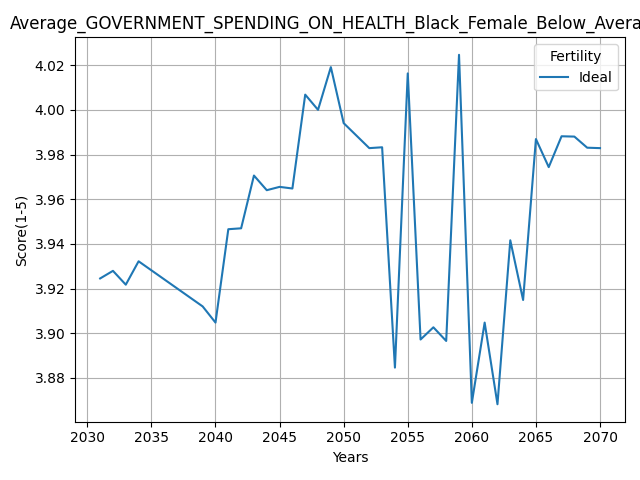 Average_GOVERNMENT_SPENDING_ON_HEALTH_Black_Female_Below_Avera
Fertility
Ideal
Score(1-5)
4.02
4.00
3.98
3.96
3.94
3.92
3.90
3.88
2030 2035 2040 2045 2050 2055 2060 2065 2070
Years